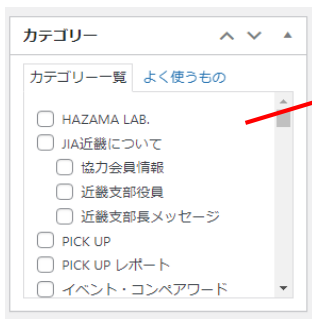 カテゴリー
カテゴリー一覧 よく使うもの
HAZAMA LAB.
JIA近畿について
協力会員情報
近畿支部役員
近畿支部長メッセージ
PICK UP
PICK UP レポート
イベント・コンペアワード